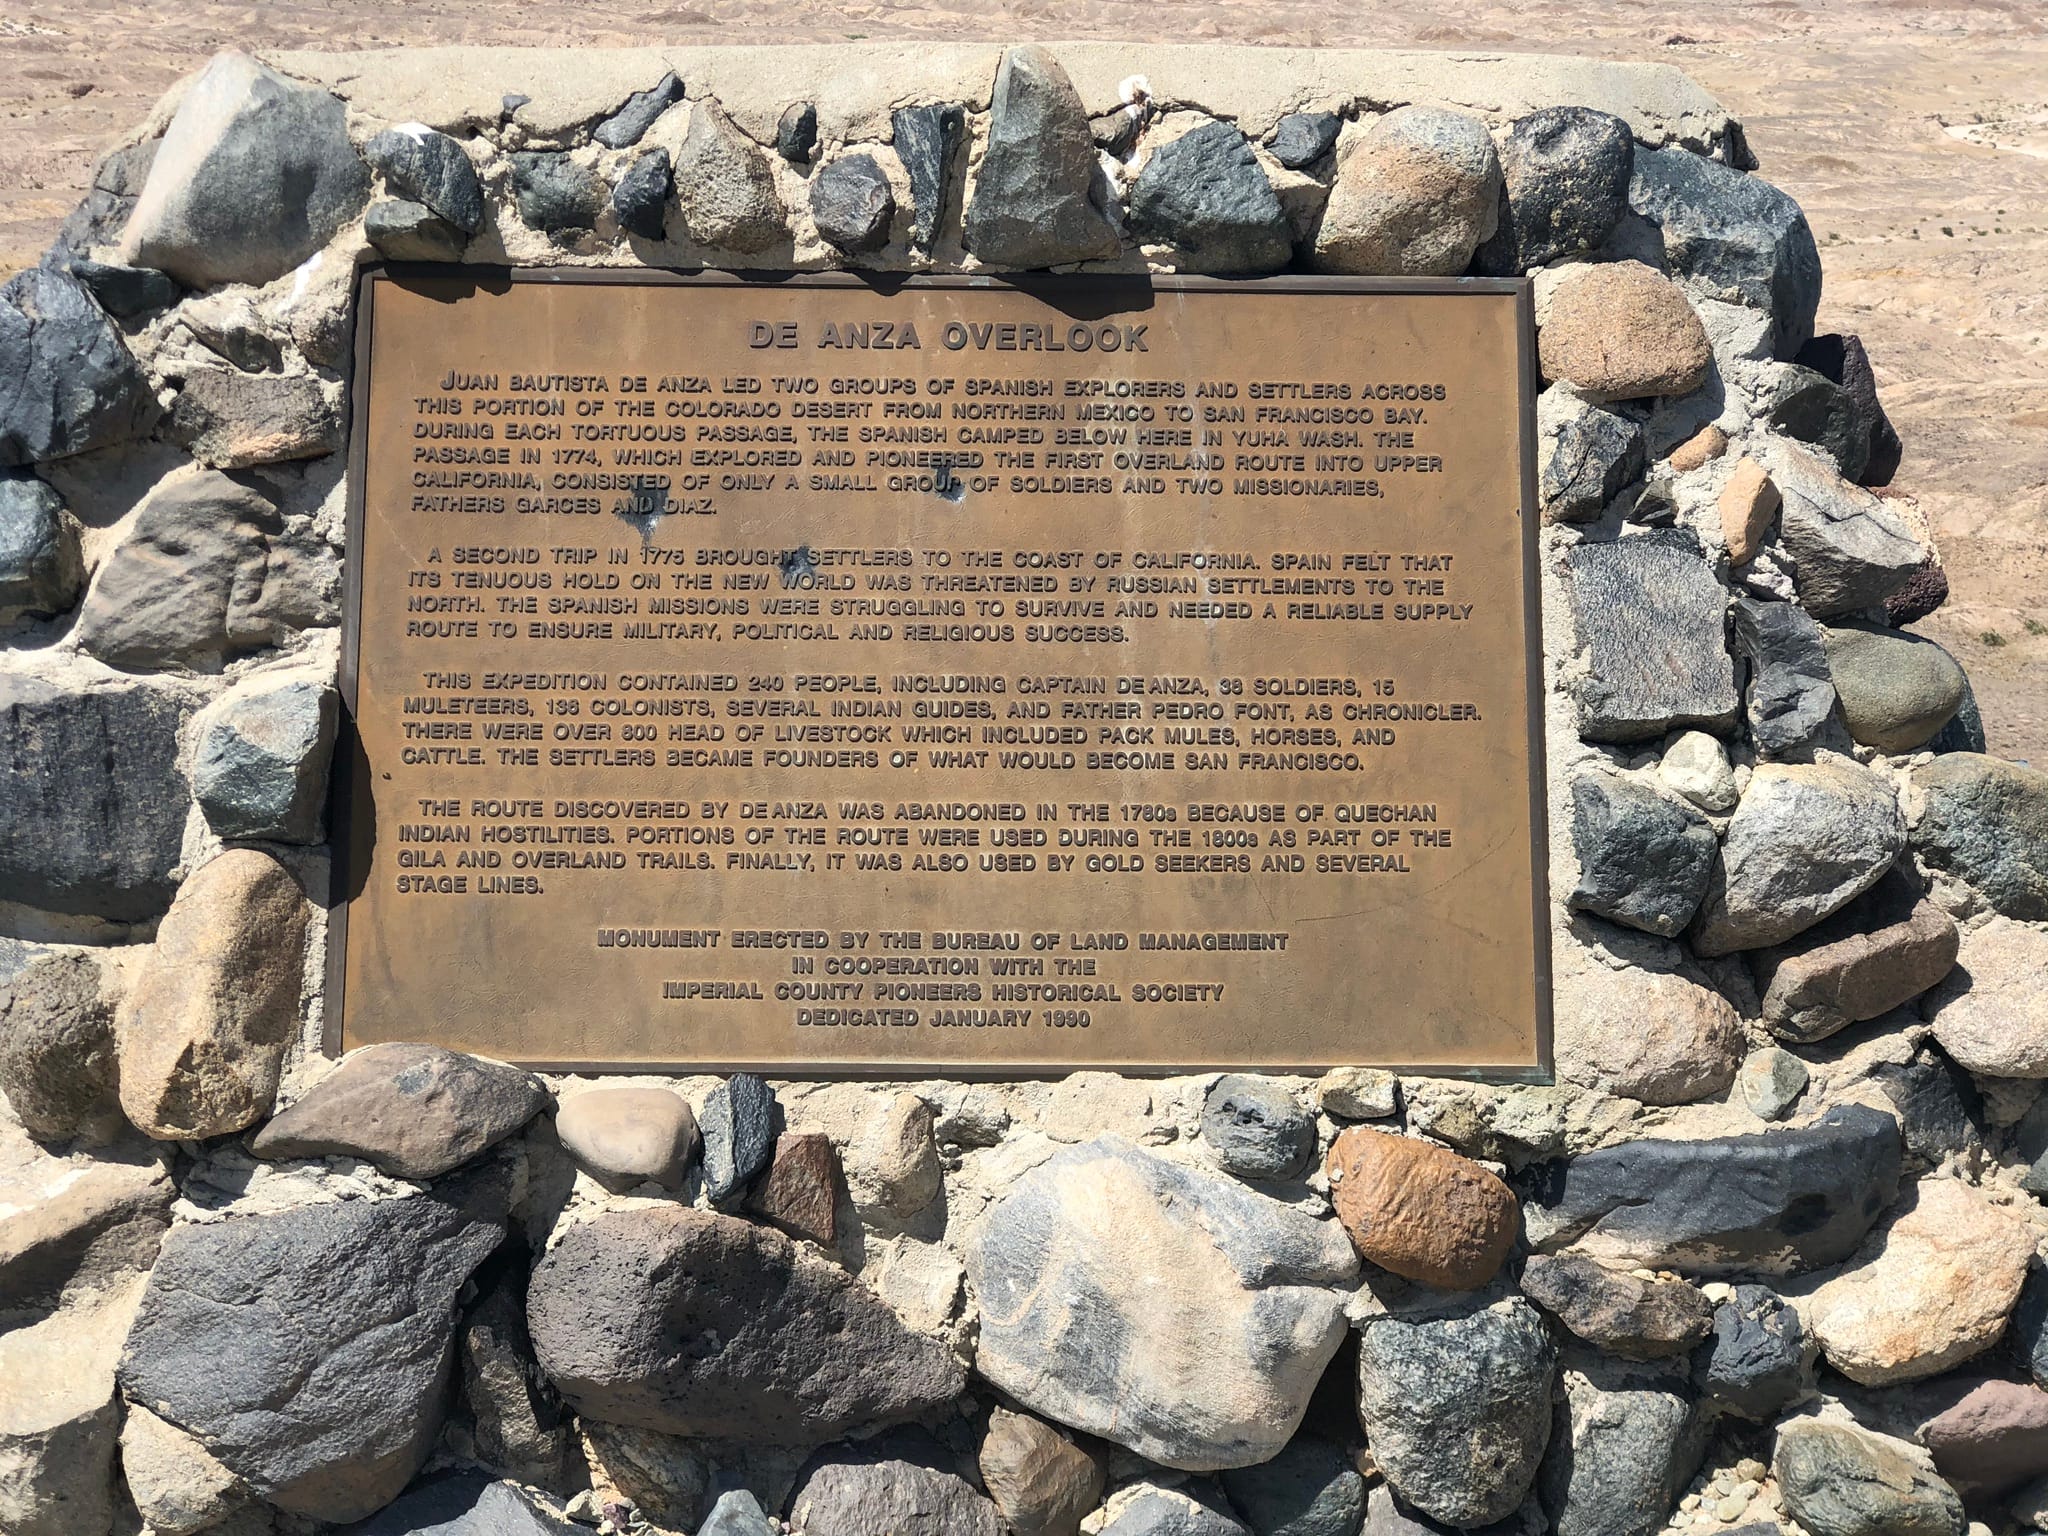 DE ANZA OVERLOOK
JUAN BAUTISTA DE ANZA LED TWO GROUPS OF SPANISH EXPLORERS AND SETTLERS ACROSS
THIS PORTION OF THE COLORADO DESERT FROM NORTHERN MEXICO TO SAN FRANCISCO BAY.
DURING EACH TORTUOUS PASSAGE, THE SPANISH CAMPED BELOW HERE IN YUHA WASH. THE
PASSAGE IN 1774, WHICH EXPLORED AND PIONEERED THE FIRST OVERLAND ROUTE INTO UPPER
CALIFORNIA, CONSISTED OF ONLY A SMALL GROUP OF SOLDIERS AND TWO MISSIONARIES,
FATHERS GARCES AND DIAZ.
A SECOND TRIP IN 1775 BROUGHT SETTLERS TO THE COAST OF CALIFORNIA. SPAIN FELT THAT
ITS TENUOUS HOLD ON THE NEW WORLD WAS THREATENED BY RUSSIAN SETTLEMENTS TO THE
NORTH. THE SPANISH MISSIONS WERE STRUGGLING TO SURVIVE AND NEEDED A RELIABLE SUPPLY
ROUTE TO ENSURE MILITARY, POLITICAL AND RELIGIOUS SUCCESS.
THIS EXPEDITION CONTAINED 240 PEOPLE, INCLUDING CAPTAIN DE ANZA, 38 SOLDIERS, 15
MULETEERS, 136 COLONISTS, SEVERAL INDIAN GUIDES, AND FATHER PEDRO FONT, AS CHRONICLER.
THERE WERE OVER 800 HEAD OF LIVESTOCK WHICH INCLUDED PACK MULES, HORSES, AND
CATTLE. THE SETTLERS BECAME FOUNDERS OF WHAT WOULD BECOME SAN FRANCISCO.
THE ROUTE DISCOVERED BY DE ANZA WAS ABANDONED IN THE 1780s BECAUSE OF QUECHAN
INDIAN HOSTILITIES. PORTIONS OF THE ROUTE WERE USED DURING THE 1800s AS PART OF THE
GILA AND OVERLAND TRAILS. FINALLY, IT WAS ALSO USED BY GOLD SEEKERS AND SEVERAL
STAGE LINES.
MONUMENT ERECTED BY THE BUREAU OF LAND MANAGEMENT
IN COOPERATION WITH THE
IMPERIAL COUNTY PIONEERS HISTORICAL SOCIETY
DEDICATED JANUARY 1990